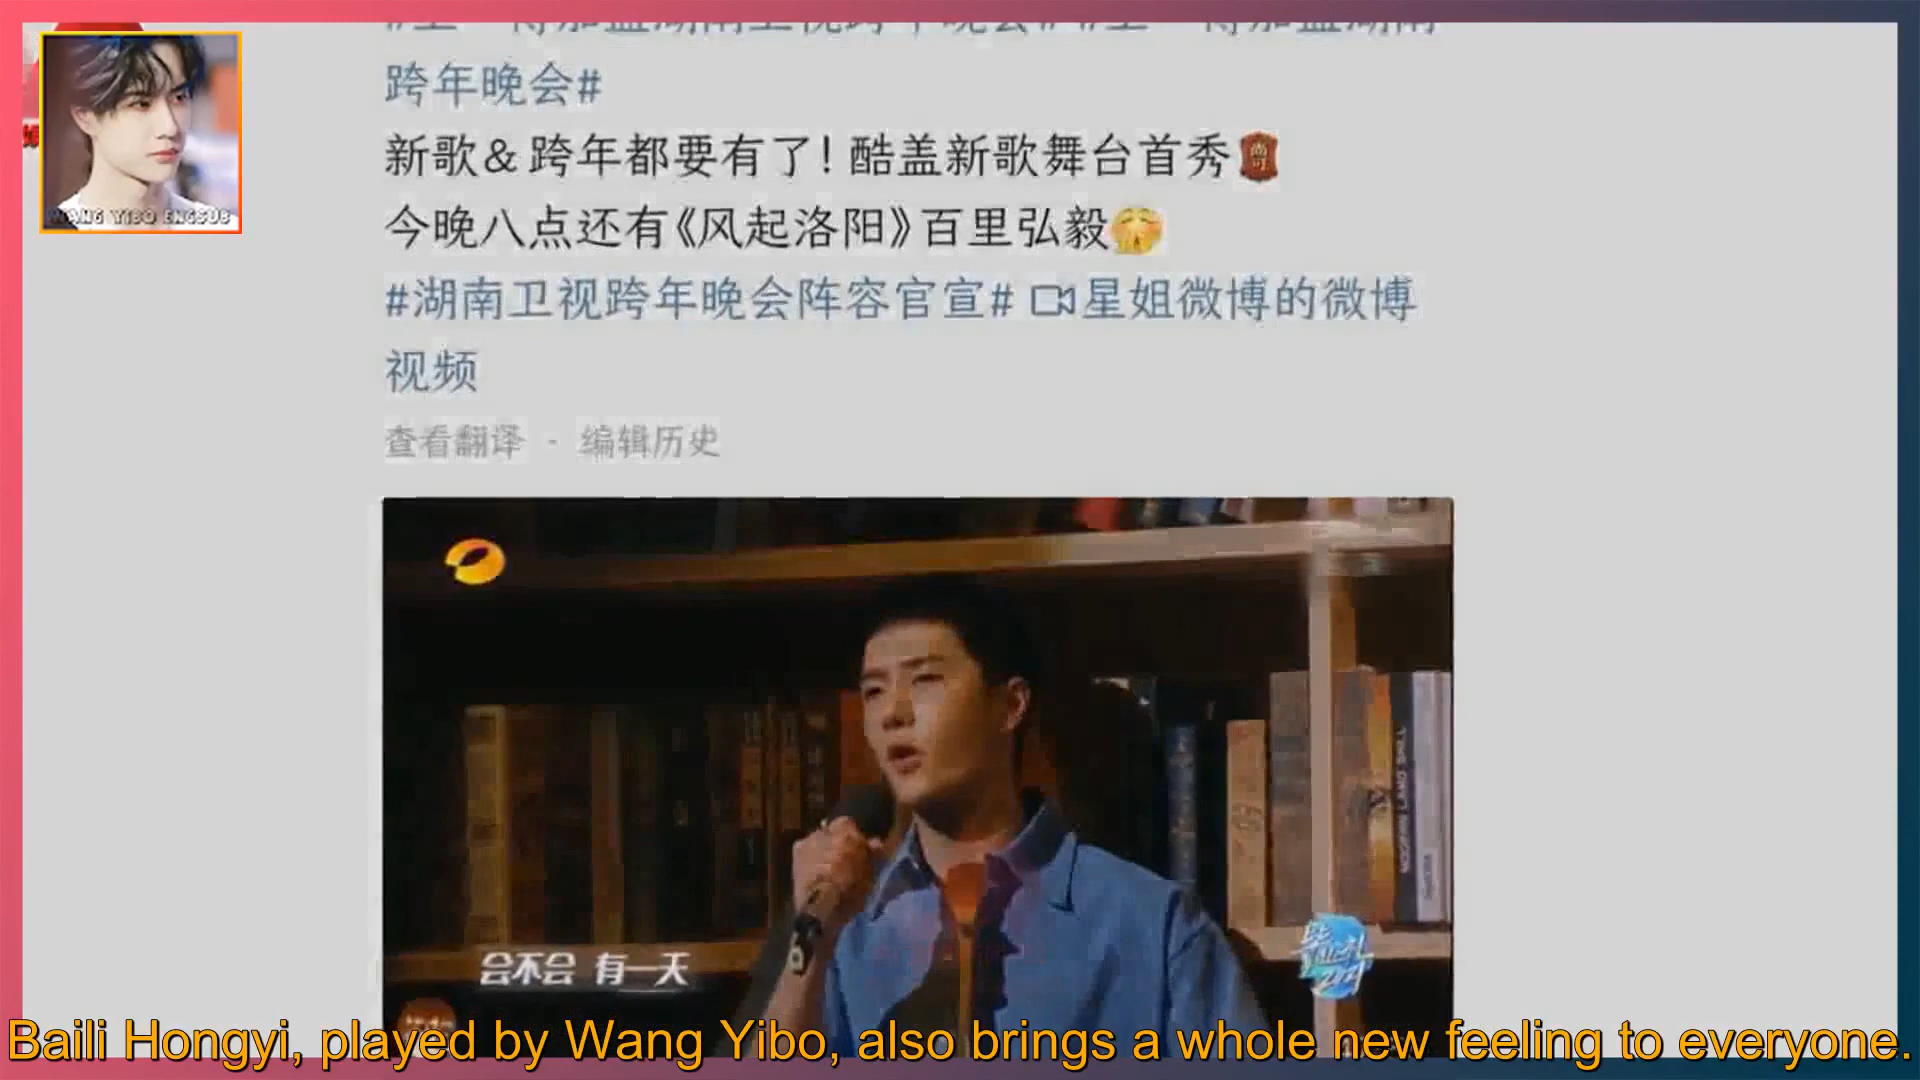 跨年晚会#
新歌&跨年都要有了!酷盖新歌舞台首秀
今晚八点还有《风起洛阳》百里弘毅
#湖南卫视跨年晚会阵容官宣# 星姐微博的微博
视频
查看翻译 - 编辑历史
WANG YIBO ENGSUB
会不会 有一天
Baili Hongyi, played by Wang Yibo, also brings a whole new feeling to everyone.